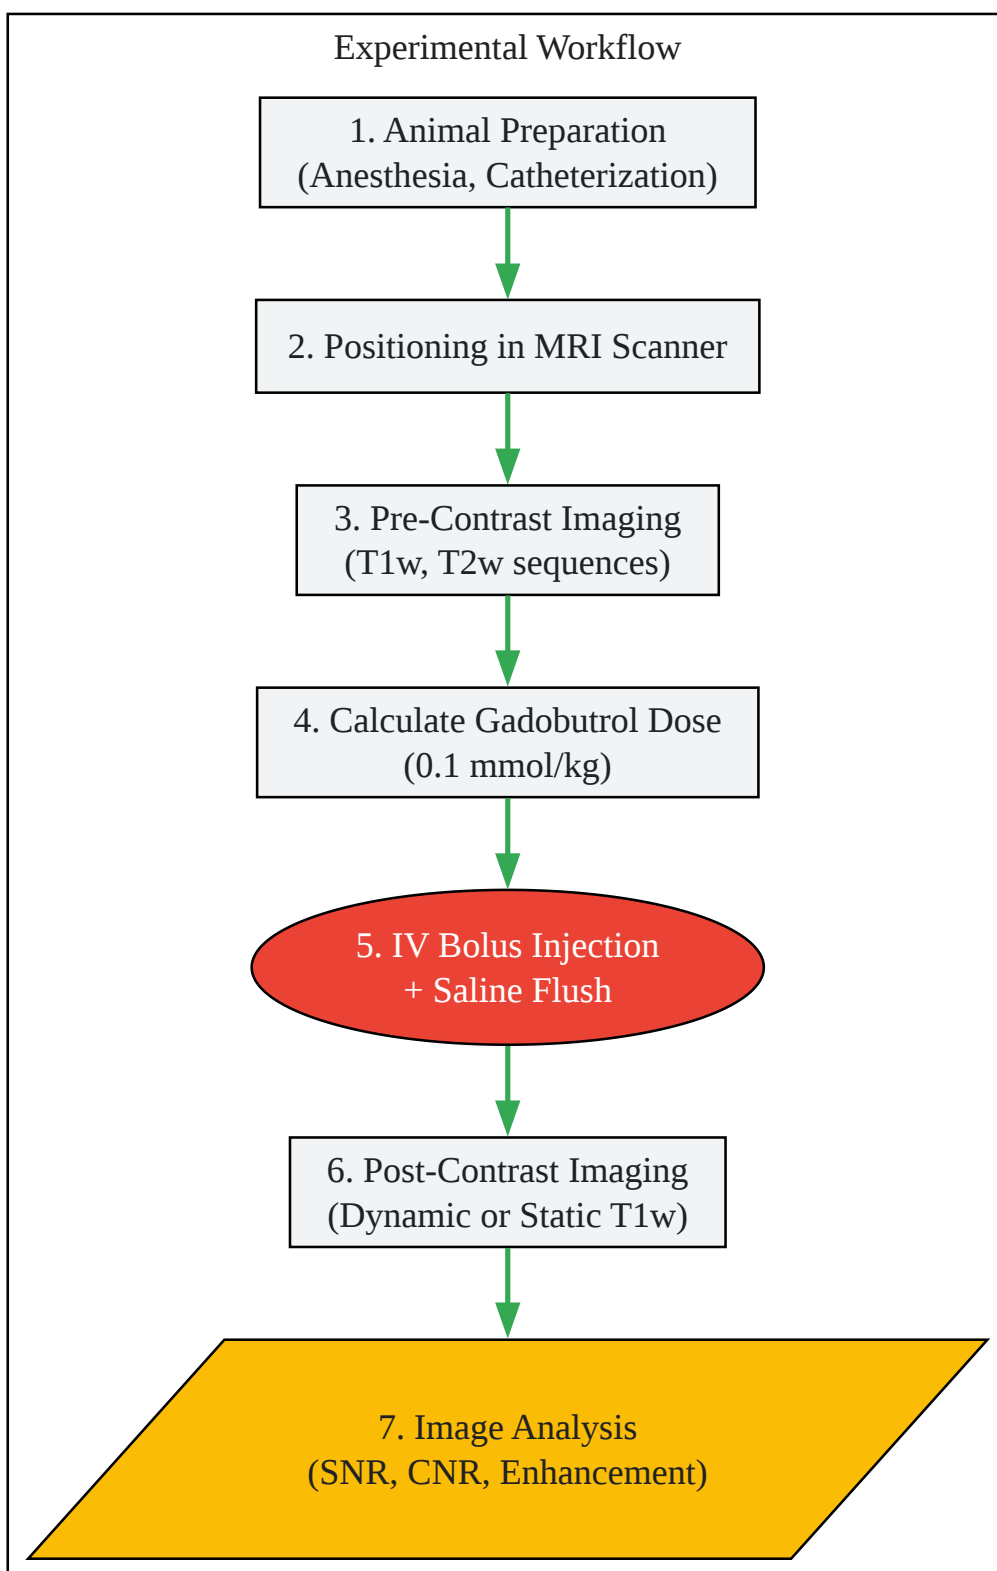 Experimental Workflow
1. Animal Preparation
(Anesthesia, Catheterization)
2. Positioning in MRI Scanner
3. Pre-Contrast Imaging
(T1w, T2w sequences)
4. Calculate Gadobutrol Dose
(0.1 mmol/kg)
5. IV Bolus Injection
+ Saline Flush
6. Post-Contrast Imaging
(Dynamic or Static T1w)
7. Image Analysis
(SNR, CNR, Enhancement)